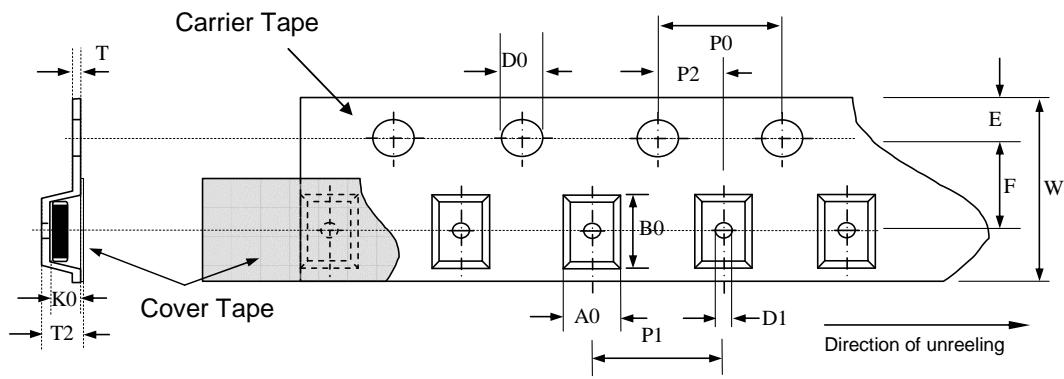 Carrier Tape
T
D0
P0
P2
E
F
W
B0
K0
Cover Tape
T2
A0
P1
D1
Direction of unreeling